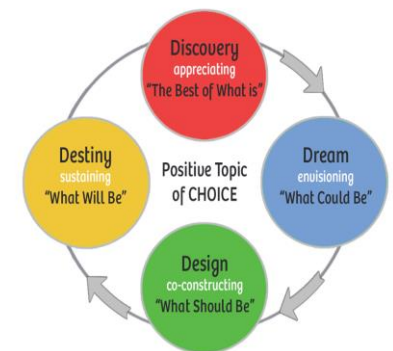 Discovery
appreciating
"The Best of What is"
Dream
envisioning
"What Could Be"
Design
co-constructing
"What Should Be"
Destiny
sustaining
"What Will Be"
Positive Topic
of CHOICE